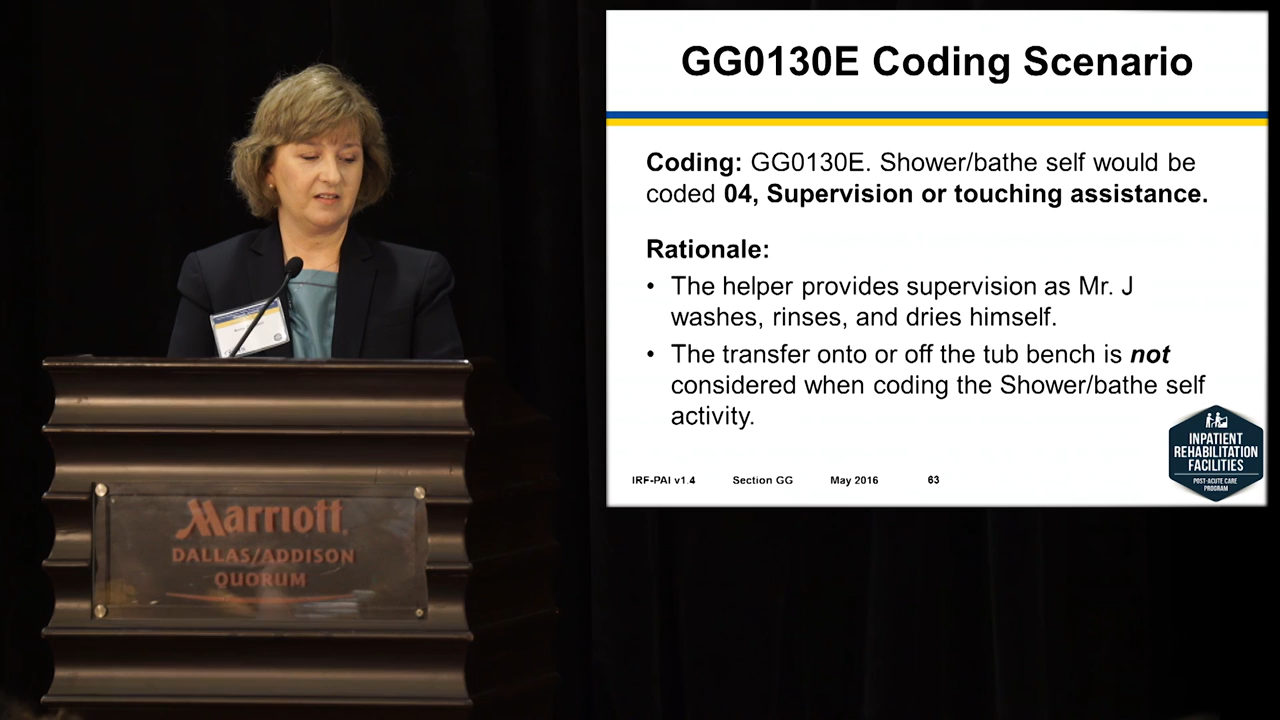 GG0130E Coding Scenario
Coding: GG0130E. Shower/bathe self would be
coded 04, Supervision or touching assistance.
Rationale:
• The helper provides supervision as Mr. J
washes, rinses, and dries himself.
• The transfer onto or off the tub bench is not
considered when coding the Shower/bathe self
activity.
IRF-PAI v1.4 Section GG May 2016 63
INPATIENT
REHABILITATION
FACILITIES
POST-ACUTE CARE
PROGRAM
Marriott
DALLAS/ADDISON
QUORUM